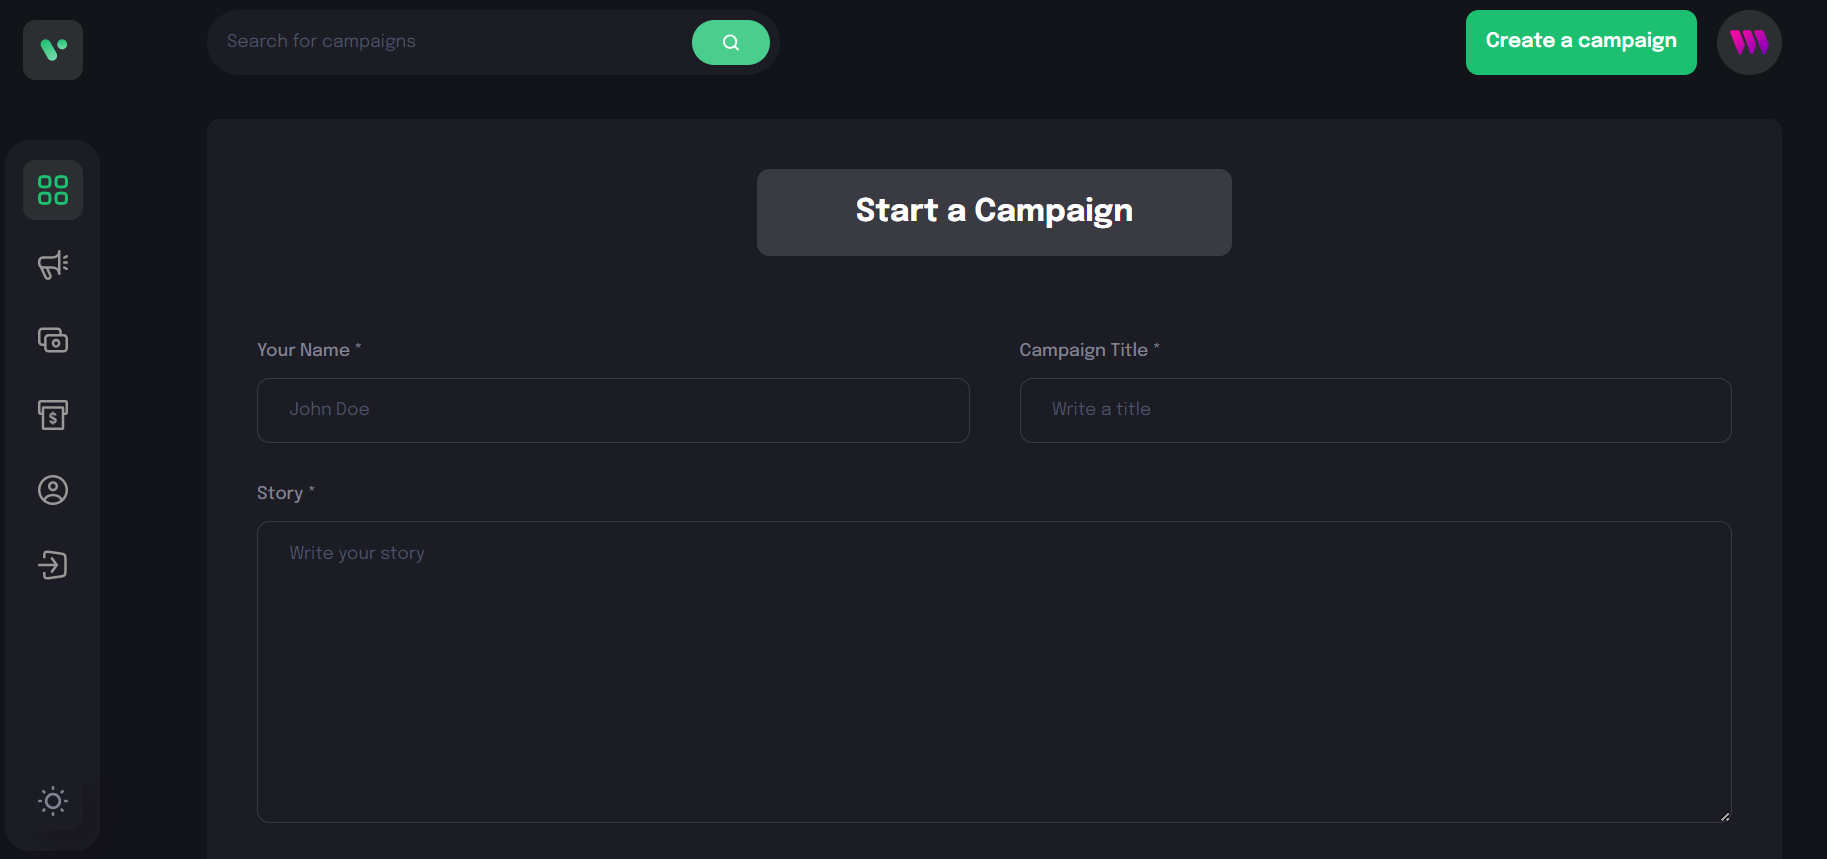 Search for campaigns
Create a campaign
Start a Campaign
Your Name *
Campaign Title *
John Doe
Write a title
Story *
Write your story